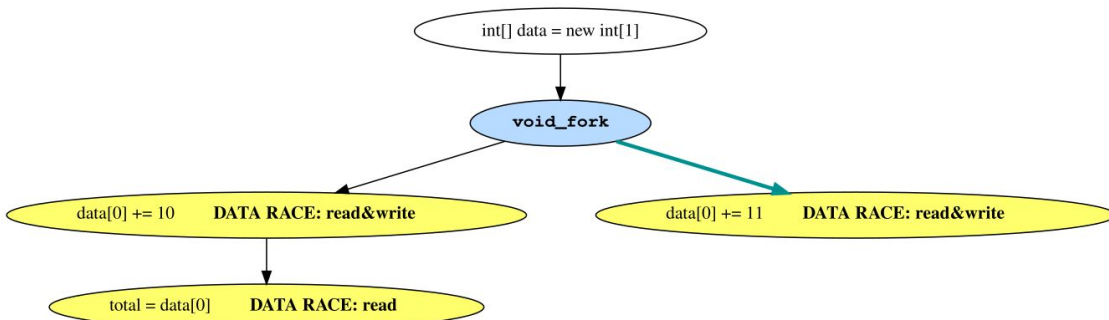 int[] data = new int[1]
void_fork
data[0] += 10 DATA RACE: read&write
data[0] += 11 DATA RACE: read&write
total = data[0] DATA RACE: read